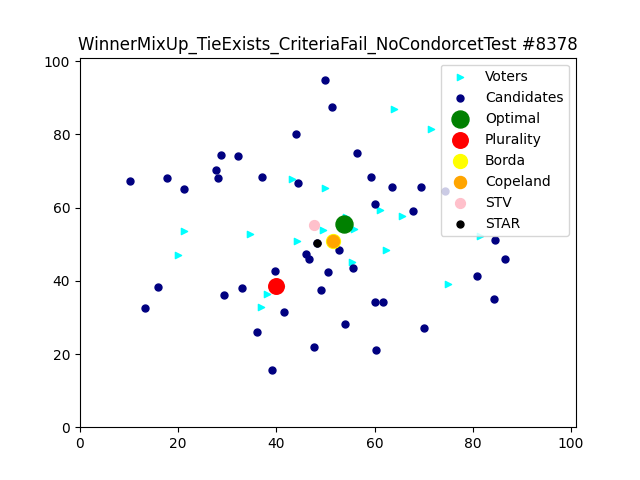 WinnerMixUp_TieExists_CriteriaFail_NoCondorcetTest #8378
100
80
60
40
20
0
0 20 40 60 80 100
Voters
Candidates
Optimal
Plurality
Borda
Copeland
STV
STAR